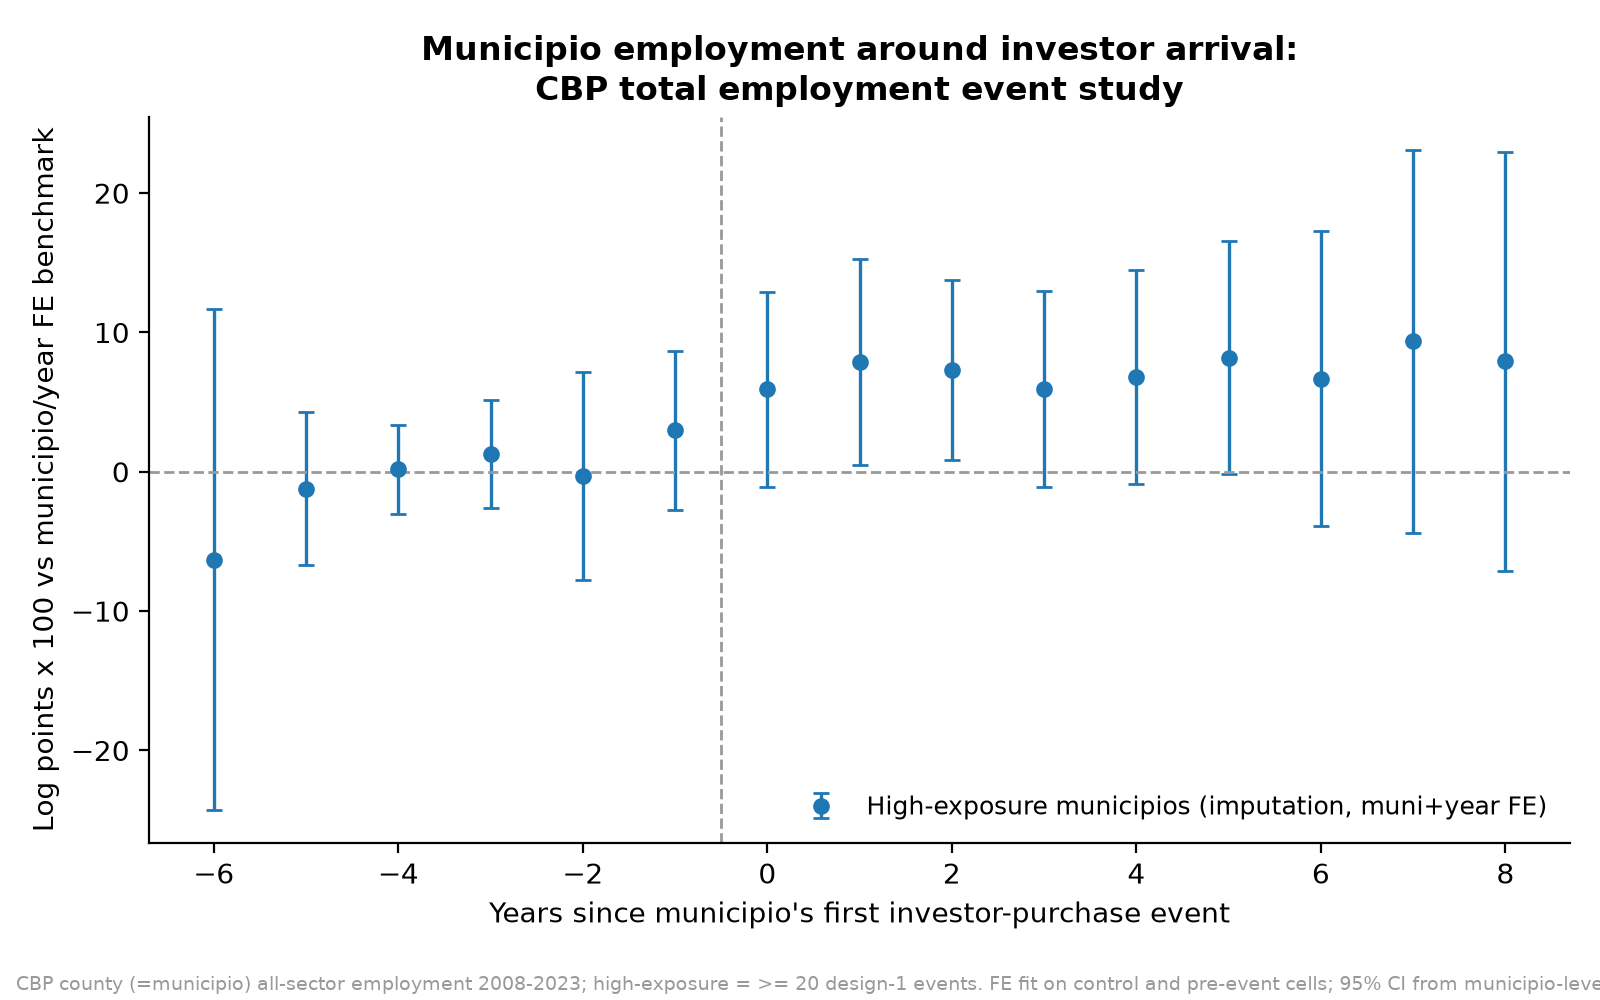 Municipio employment around investor arrival:
CBP total employment event study
Log points x 100 vs municipio/year FE benchmark
20
10
0
−10
−20
High-exposure municipios (imputation, muni+year FE)
−6
−4
−2
0
2
4
6
8
Years since municipio's first investor-purchase event
CBP county (=municipio) all-sector employment 2008-2023; high-exposure = >= 20 design-1 events. FE fit on control and pre-event cells; 95% CI from municipio-leve